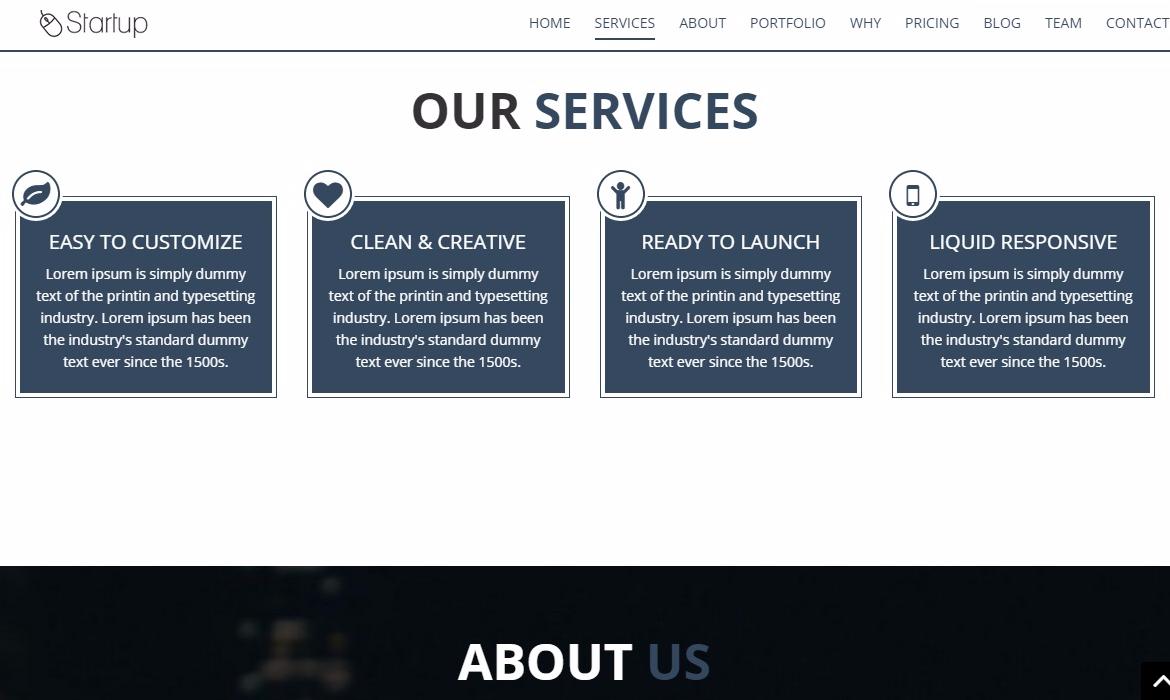 Startup
HOME SERVICES ABOUT PORTFOLIO WHY PRICING BLOG TEAM CONTACT
OUR SERVICES
EASY TO CUSTOMIZE
Lorem ipsum is simply dummy
text of the printin and typesetting
industry. Lorem ipsum has been
the industry's standard dummy
text ever since the 1500s.
CLEAN & CREATIVE
Lorem ipsum is simply dummy
text of the printin and typesetting
industry. Lorem ipsum has been
the industry's standard dummy
text ever since the 1500s.
READY TO LAUNCH
Lorem ipsum is simply dummy
text of the printin and typesetting
industry. Lorem ipsum has been
the industry's standard dummy
text ever since the 1500s.
LIQUID RESPONSIVE
Lorem ipsum is simply dummy
text of the printin and typesetting
industry. Lorem ipsum has been
the industry's standard dummy
text ever since the 1500s.
ABOUT US